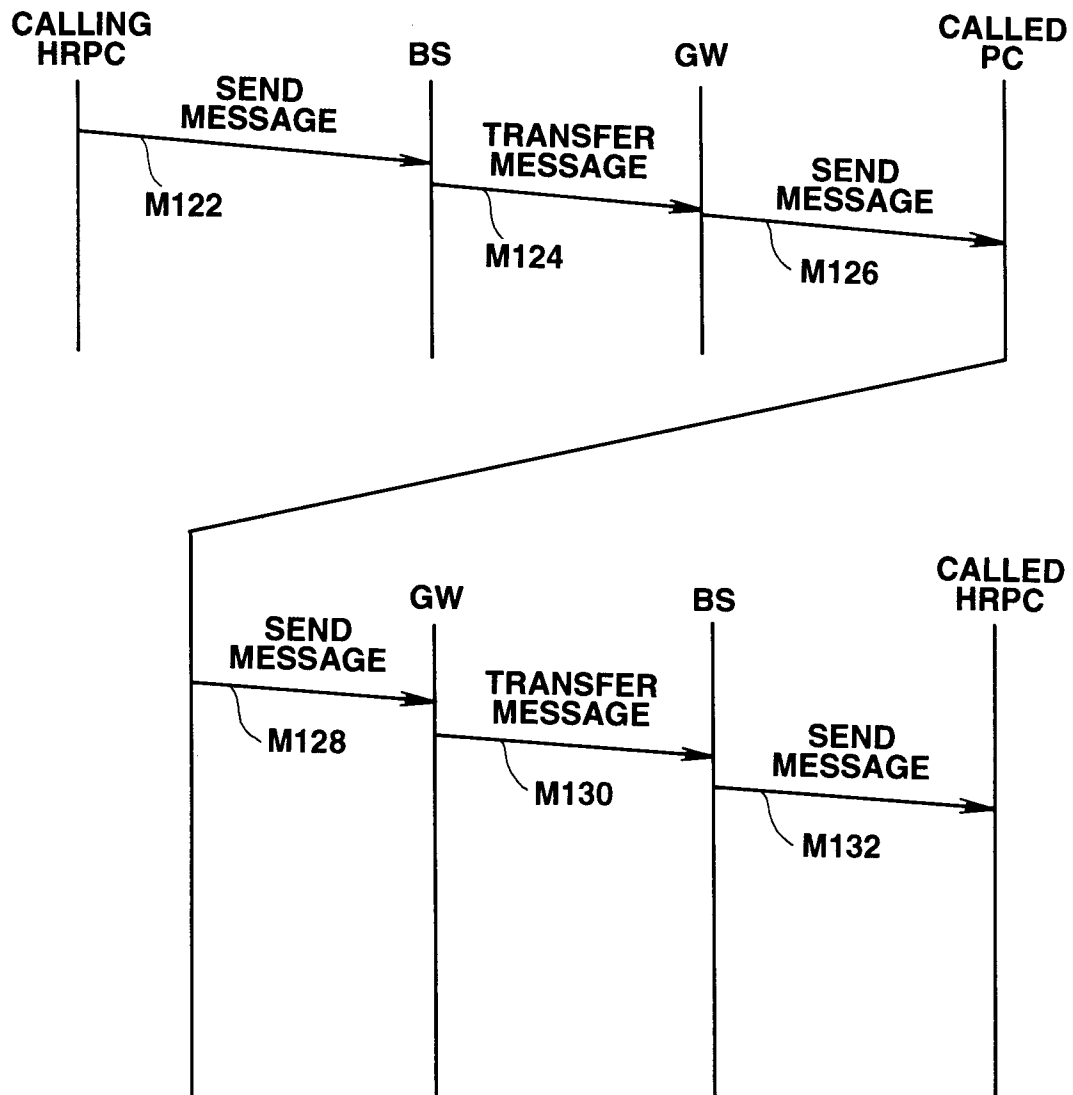 CALLING
HRPC
BS
GW
CALLED
PC
SEND
MESSAGE
TRANSFER
MESSAGE
SEND
MESSAGE
M122
M124
M126
GW
BS
CALLED
HRPC
SEND
MESSAGE
TRANSFER
MESSAGE
SEND
MESSAGE
M128
M130
M132